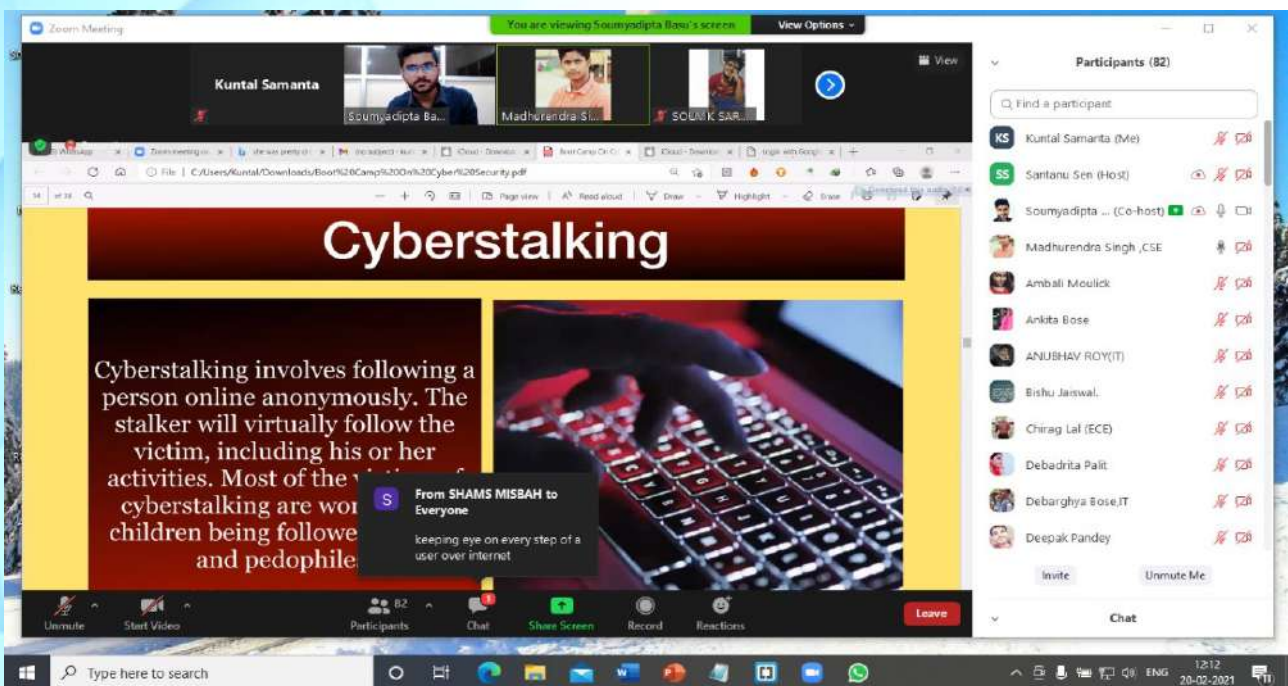 Zoom Meeting
You are viewing Soumyadipta Basu's screen
View Options
Kuntal Samanta
Soumyadipta Ba...
Madhurendra Si...
SOUMIK SAR...
View
File
C:/Users/Kuntal/Downloads/Boot%20Camp%20On%20Cyber%20Security.pdf
Page view
Read aloud
Draw
Highlight
Erase
Cyberstalking
Cyberstalking involves following a
person online anonymously. The
stalker will virtually follow the
victim, including his or her
activities. Most of the
cyberstalking are
children being
and
From SHAMS MISBAH to
Everyone
keeping eye on every step of a
user over internet
Participants (82)
Find a participant
KS Kuntal Samanta (Me)
SS Santanu Sen (Host)
Soumyadipta ... (Co-host)
Madhurendra Singh ,CSE
Ambali Moulick
Ankita Bose
ANUBHAV ROY(IT)
Bishu Jaiswal.
Chirag Lal (ECE)
Debadrita Palit
Debarghya Bose,IT
Deepak Pandey
Invite
Unmute Me
Chat
Unmute
Start Video
82
Participants
3
Chat
Share Screen
Record
Reactions
Leave
Type here to search
ENG
12:12
20-02-2021